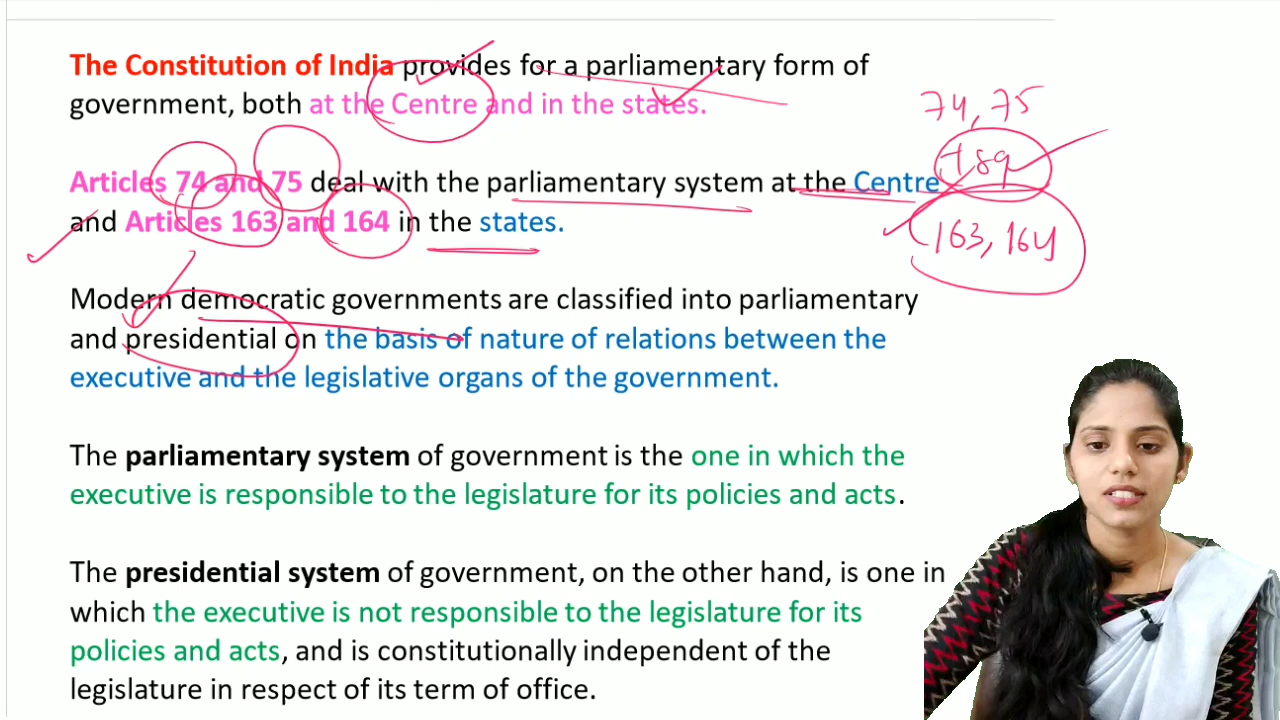 The Constitution of India provides for a parliamentary form of
government, both at the Centre and in the states.
Articles 74 and 75 deal with the parliamentary system at the Centre
and Articles 163 and 164 in the states.
Modern democratic governments are classified into parliamentary
and presidential on the basis of nature of relations between the
executive and the legislative organs of the government.
The parliamentary system of government is the one in which the
executive is responsible to the legislature for its policies and acts.
The presidential system of government, on the other hand, is one in
which the executive is not responsible to the legislature for its
policies and acts, and is constitutionally independent of the
legislature in respect of its term of office.
74, 75
+89
163, 164